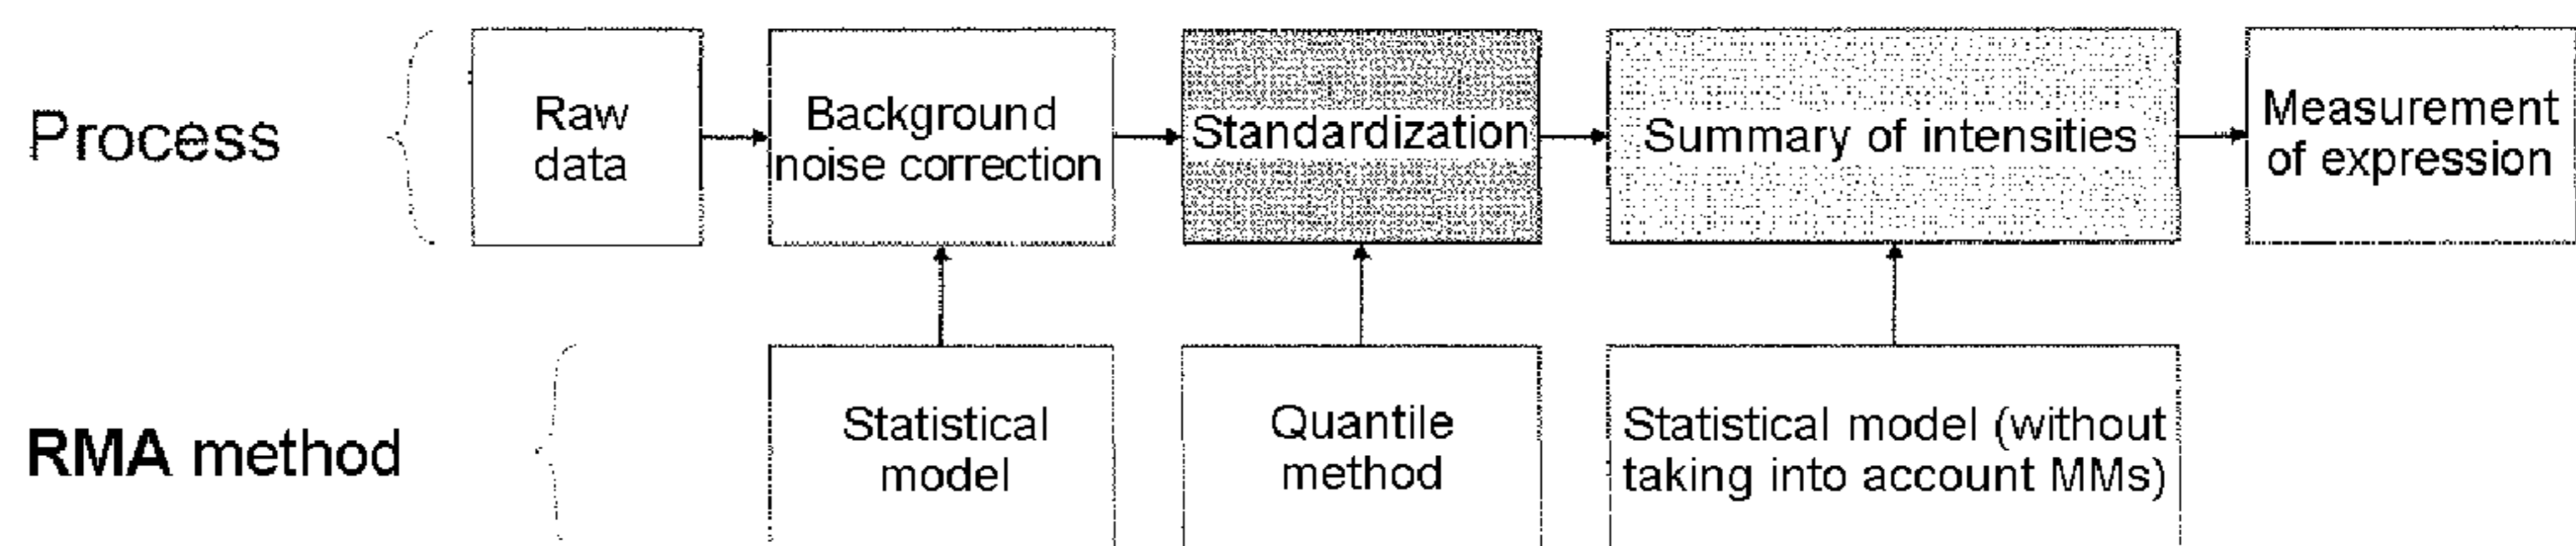 Process
Raw
data
Background
noise correction
Standardization
Summary of intensities
Measurement
of expression
RMA method
Statistical
model
Quantile
method
Statistical model (without
taking into account MMs)